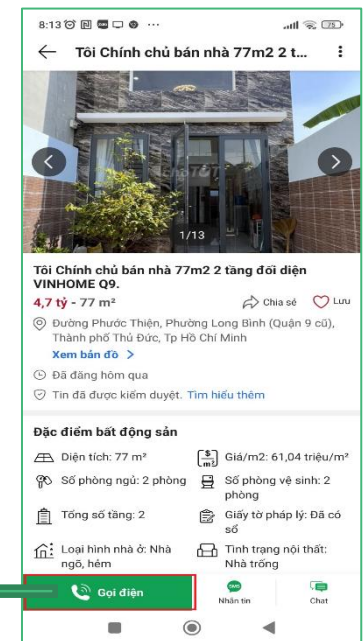 8:13
75
Tôi Chính chủ bán nhà 77m2 2 t...
1/13
Tôi Chính chủ bán nhà 77m2 2 tầng đối diện
VINHOME Q9.
4,7 tỷ - 77 m²
Chia sẻ
Lưu
Đường Phước Thiện, Phường Long Bình (Quận 9 cũ),
Thành phố Thủ Đức, Tp Hồ Chí Minh
Xem bản đồ >
Đã đăng hôm qua
Tin đã được kiểm duyệt. Tìm hiểu thêm
Đặc điểm bất động sản
Diện tích: 77 m²
Giá/m2: 61,04 triệu/m²
Số phòng ngủ: 2 phòng
Số phòng vệ sinh: 2
phòng
Tổng số tầng: 2
Giấy tờ pháp lý: Đã có
sổ
Loại hình nhà ở: Nhà
ngõ, hẻm
Tình trạng nội thất:
Nhà trống
Gọi điện
SMS
Nhắn tin
Chat